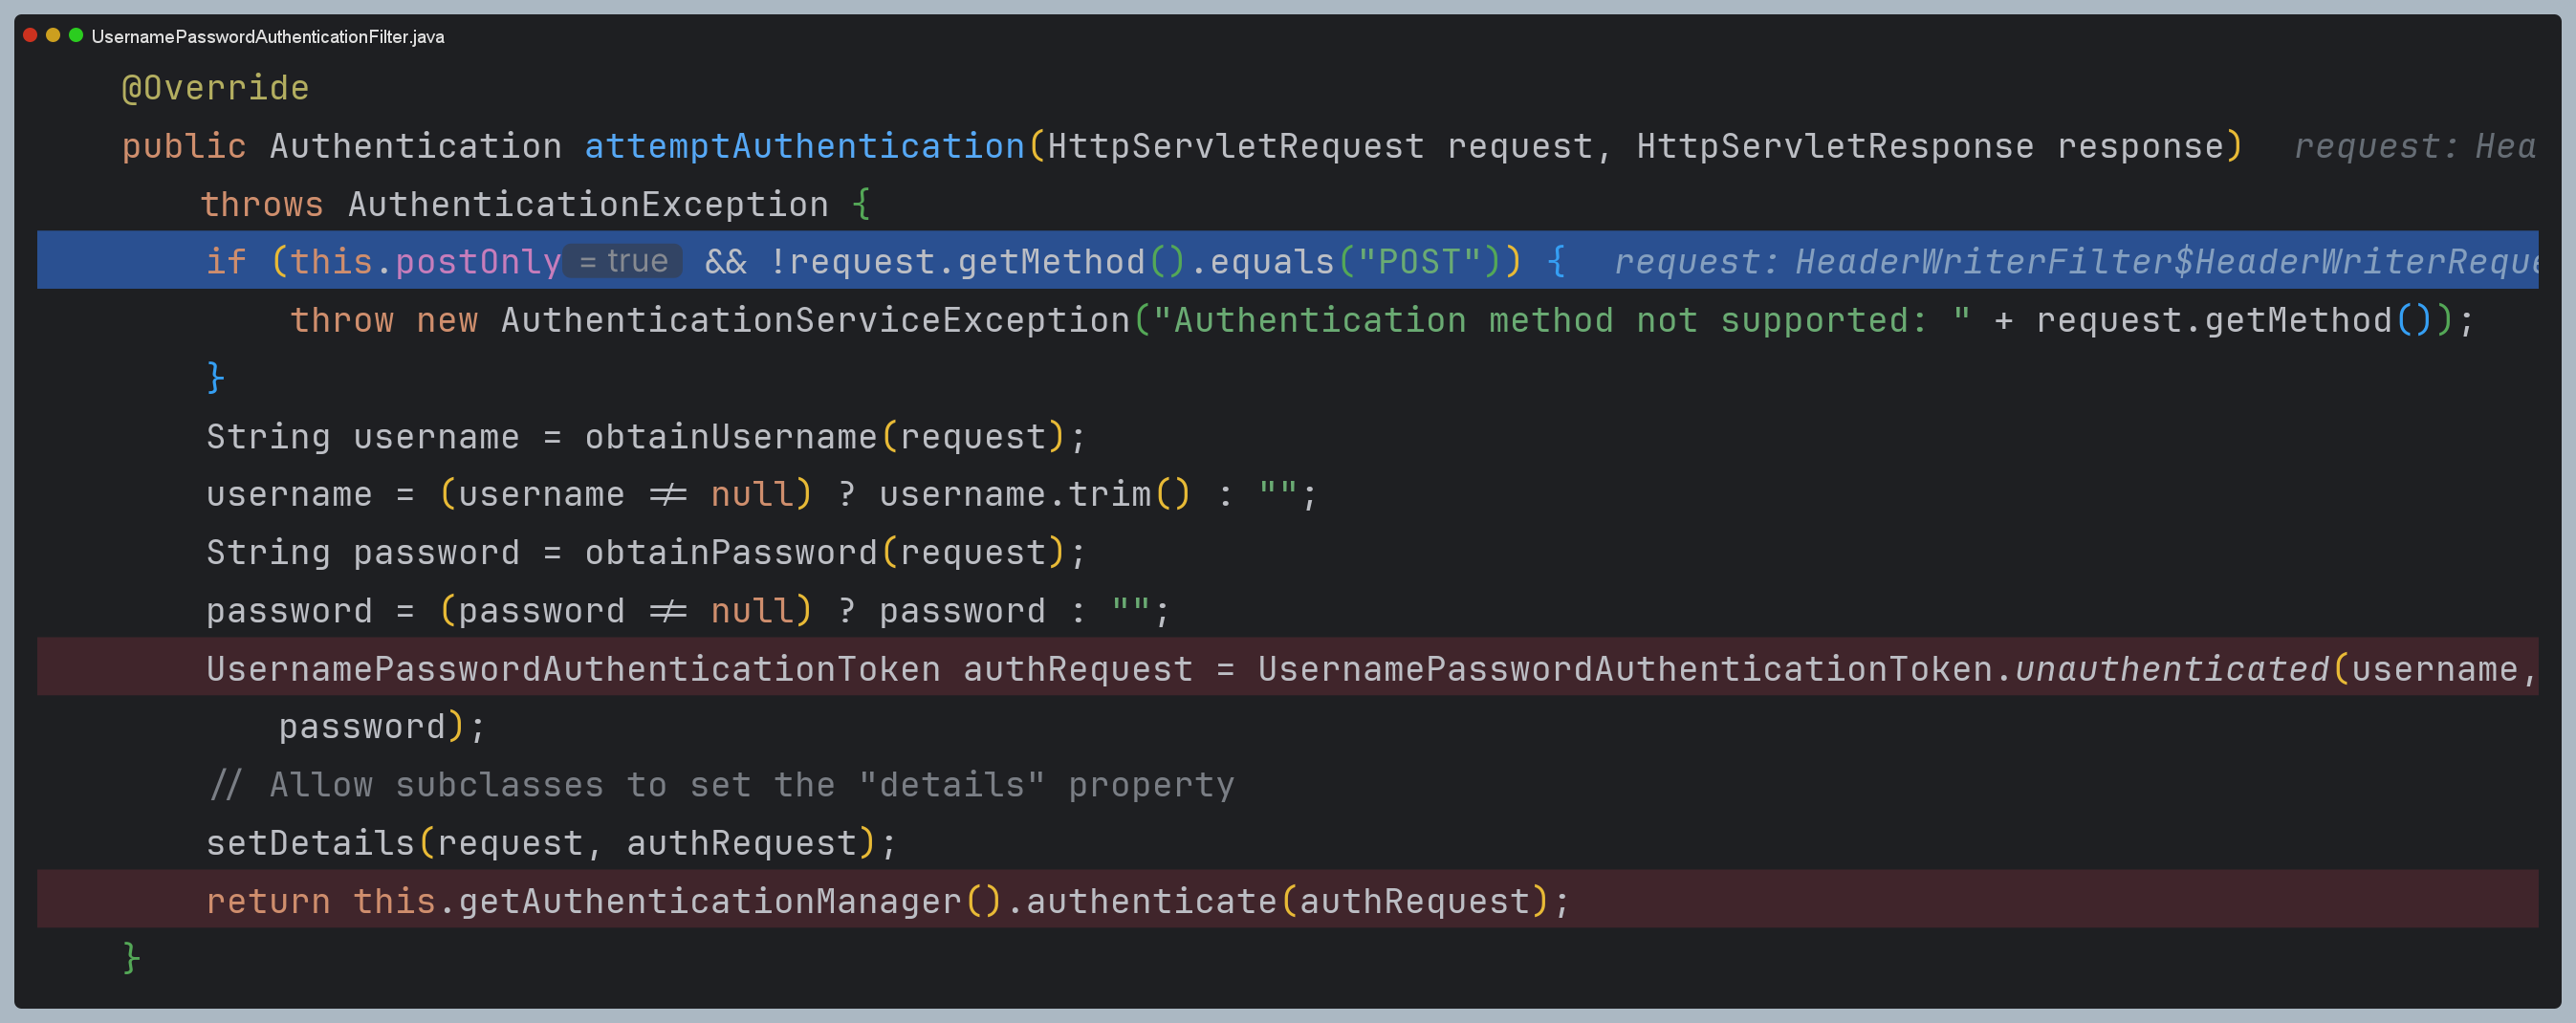 UsernamePasswordAuthenticationFilter.java
@Override
public Authentication attemptAuthentication(HttpServletRequest request, HttpServletResponse response) request: Hea
throws AuthenticationException {
if (this.postOnly = true && !request.getMethod().equals("POST")) { request: HeaderWriterFilter$HeaderWriterReque
throw new AuthenticationServiceException("Authentication method not supported: " + request.getMethod());
}
String username = obtainUsername(request);
username = (username != null) ? username.trim() : "";
String password = obtainPassword(request);
password = (password != null) ? password : "";
UsernamePasswordAuthenticationToken authRequest = UsernamePasswordAuthenticationToken.unauthenticated(username,
password);
// Allow subclasses to set the "details" property
setDetails(request, authRequest);
return this.getAuthenticationManager().authenticate(authRequest);
}